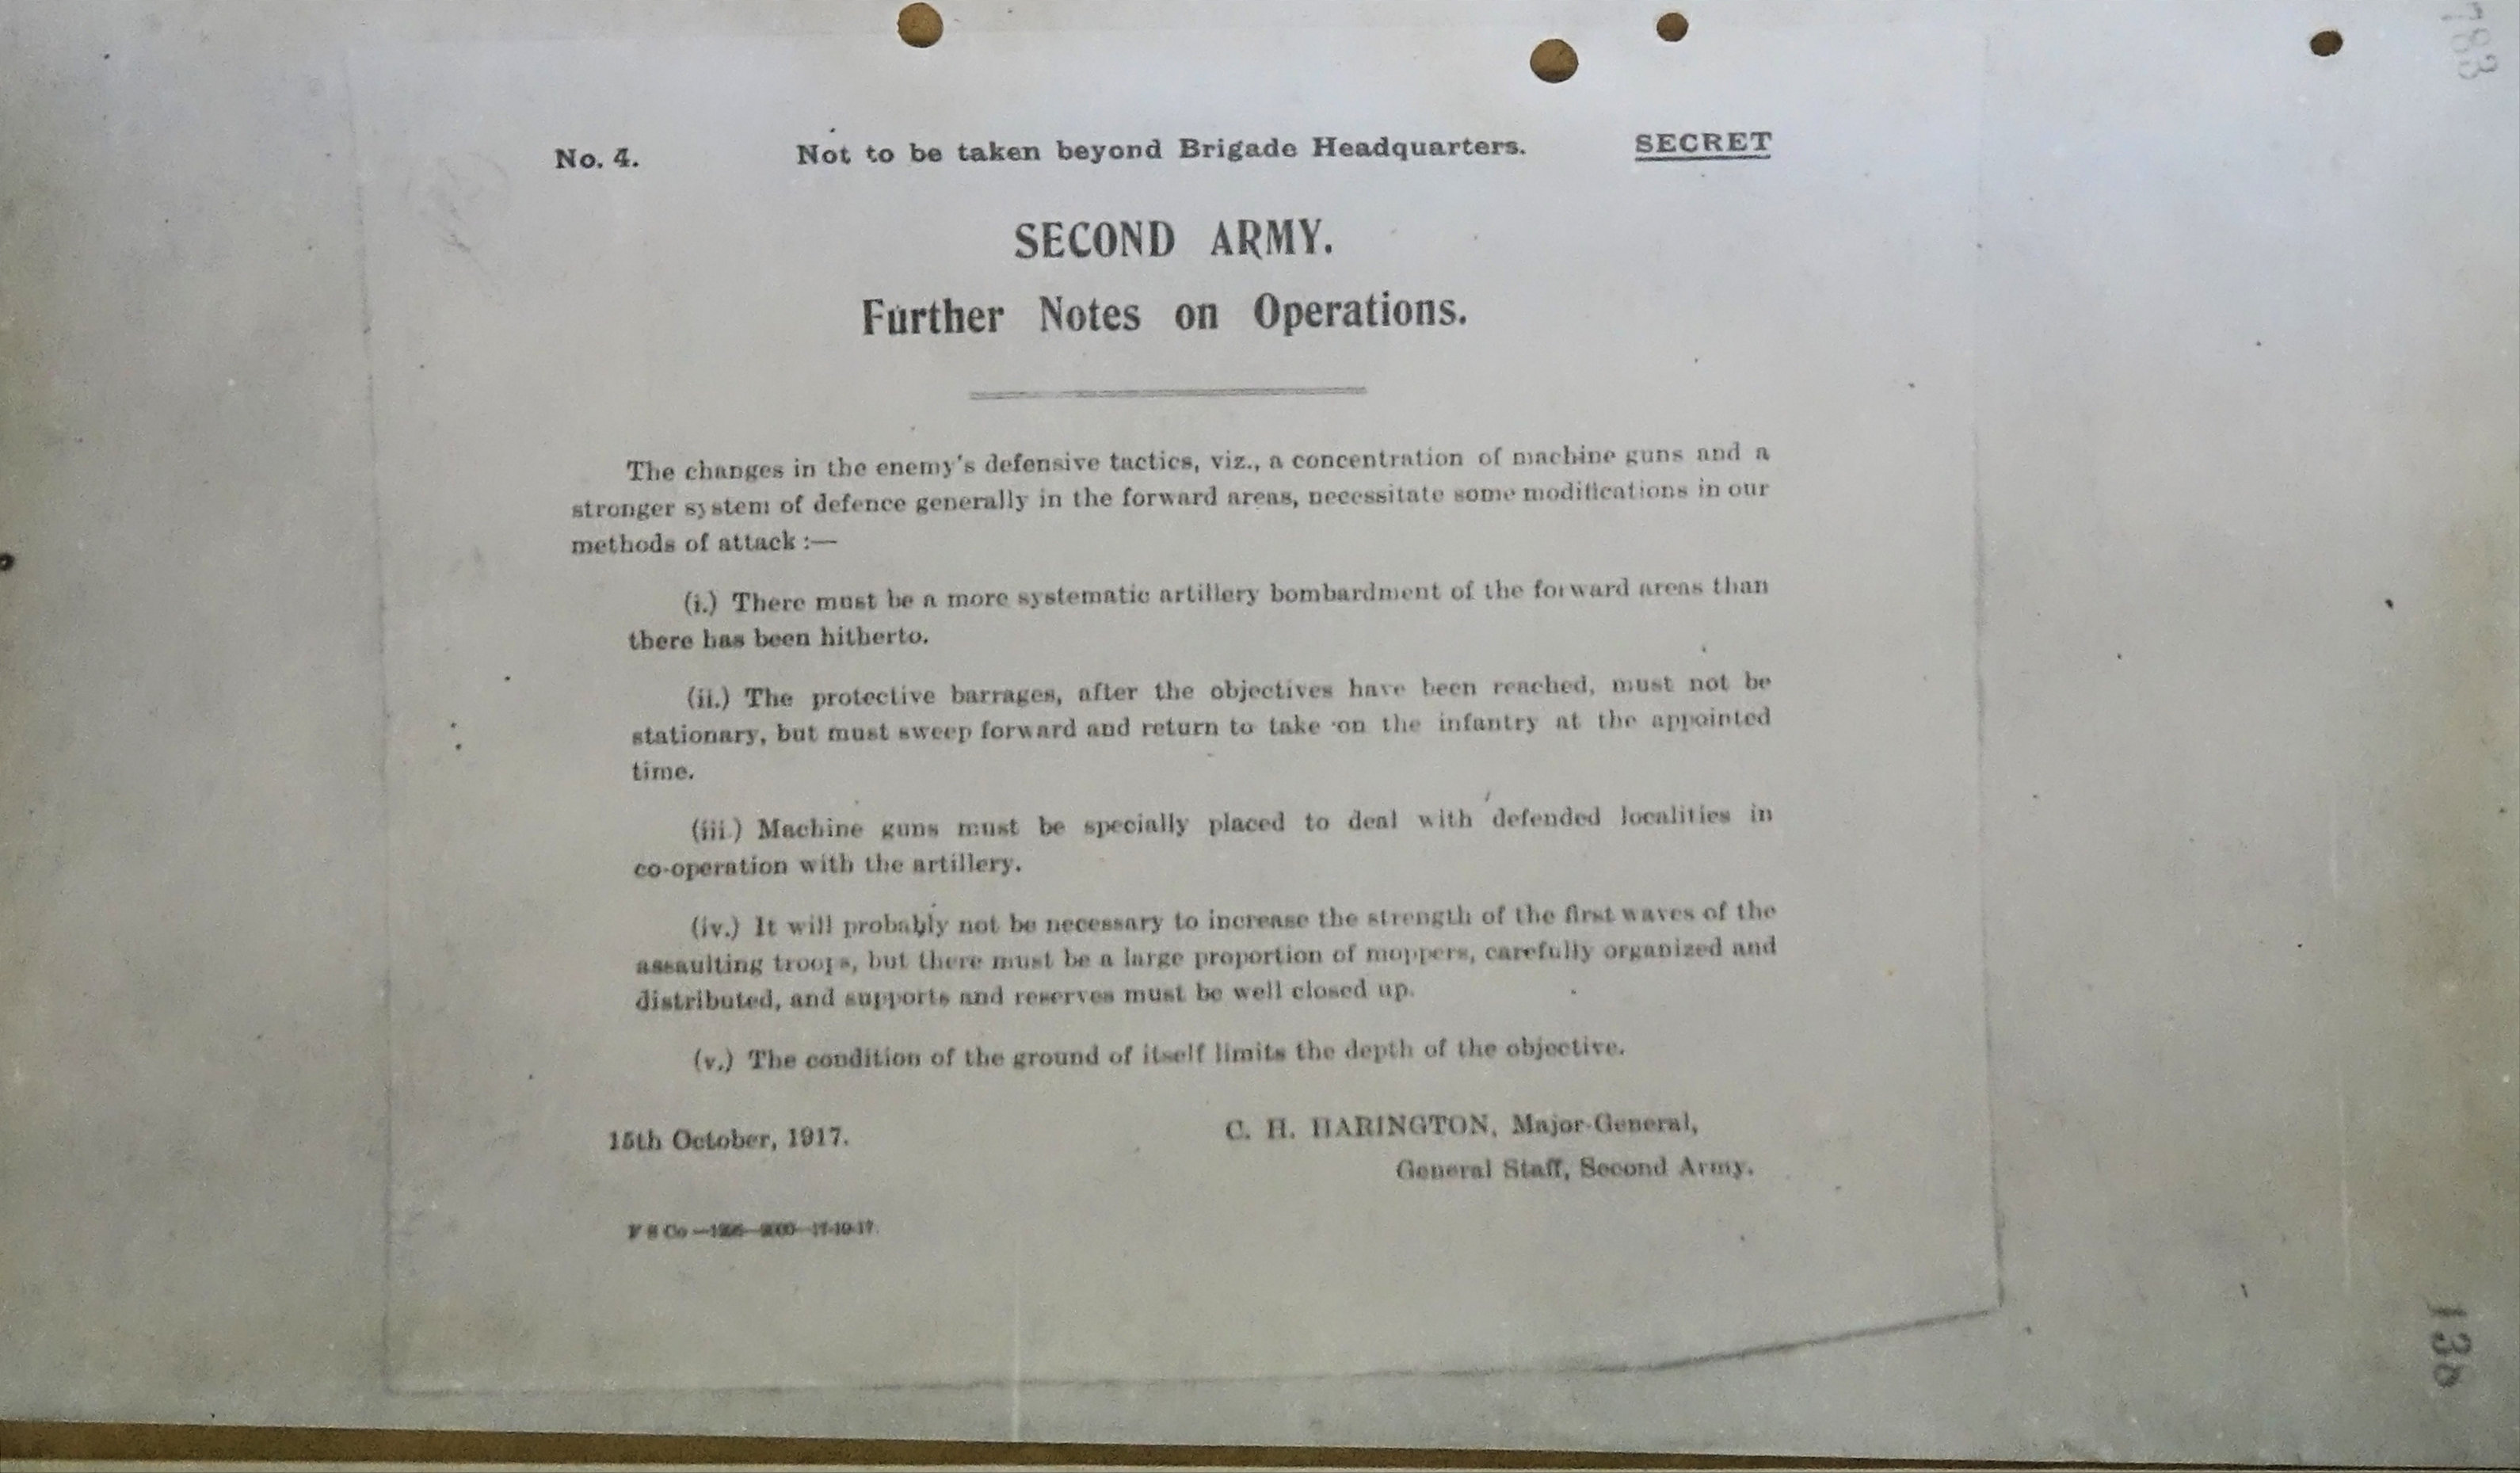 783
No. 4. Not to be taken beyond Brigade Headquarters. SECRET
SECOND ARMY.
Further Notes on Operations.
The changes in the enemy's defensive tactics, viz., a concentration of machine guns and a
stronger system of defence generally in the forward areas, necessitate some modifications in our
methods of attack :—
(i.) There must be a more systematic artillery bombardment of the forward areas than
there has been hitherto.
(ii.) The protective barrages, after the objectives have been reached, must not be
stationary, but must sweep forward and return to take on the infantry at the appointed
time.
(iii.) Machine guns must be specially placed to deal with defended localities in
co-operation with the artillery.
(iv.) It will probably not be necessary to increase the strength of the first waves of the
assaulting troops, but there must be a large proportion of moppers, carefully organized and
distributed, and supports and reserves must be well closed up.
(v.) The condition of the ground of itself limits the depth of the objective.
15th October, 1917. C. H. HARINGTON, Major-General,
General Staff, Second Army.
17-10-17.